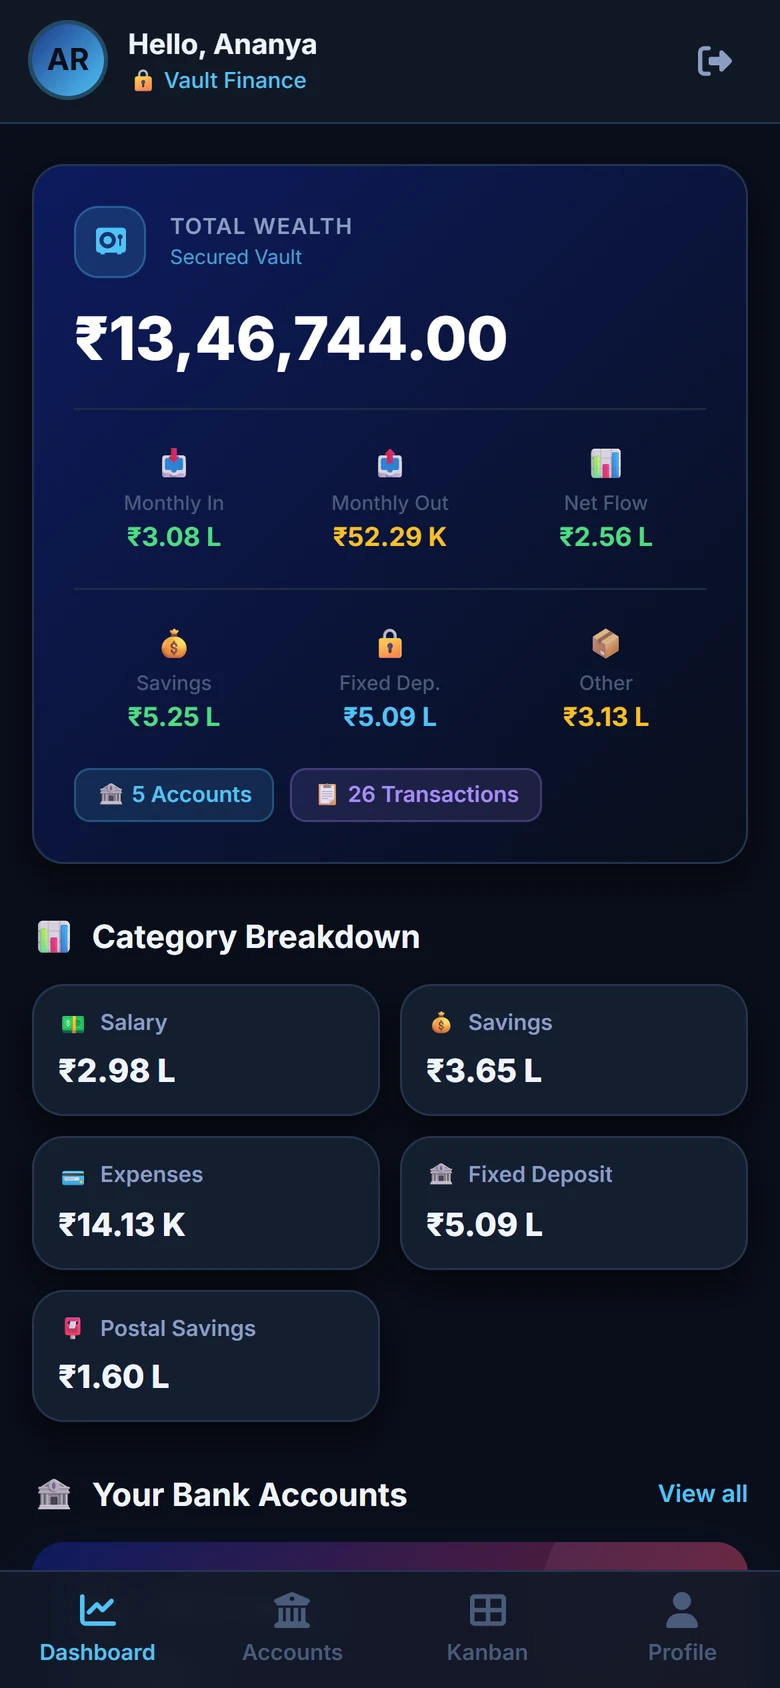 AR
Hello, Ananya
🔒 Vault Finance
TOTAL WEALTH
Secured Vault
₹13,46,744.00
Monthly In
₹3.08 L
Monthly Out
₹52.29 K
Net Flow
₹2.56 L
Savings
₹5.25 L
Fixed Dep.
₹5.09 L
Other
₹3.13 L
5 Accounts
26 Transactions
Category Breakdown
Salary
₹2.98 L
Savings
₹3.65 L
Expenses
₹14.13 K
Fixed Deposit
₹5.09 L
Postal Savings
₹1.60 L
Your Bank Accounts
View all
Dashboard
Accounts
Kanban
Profile